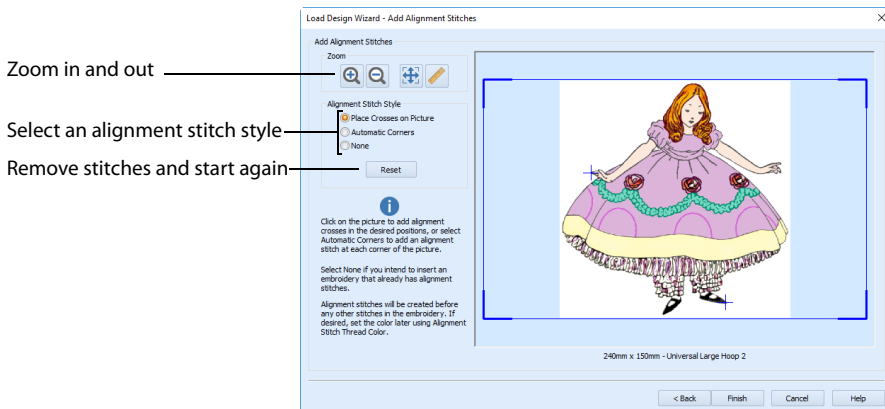 Load Design Wizard - Add Alignment Stitches
Add Alignment Stitches
Zoom
Zoom in and out
Alignment Stitch Style
Place Crosses on Picture
Select an alignment stitch style
Automatic Corners
None
Remove stitches and start again
Reset
Click on the picture to add alignment
crosses in the desired positions, or select
Automatic Corners to add an alignment
stitch at each corner of the picture.
Select None if you intend to insert an
embroidery that already has alignment
stitches.
Alignment stitches will be created before
any other stitches in the embroidery. If
desired, set the color later using Alignment
Stitch Thread Color.
240mm x 150mm - Universal Large Hoop 2
< Back
Finish
Cancel
Help